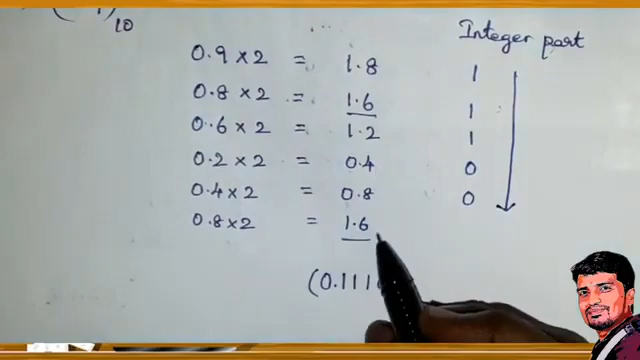 10
Integer part
0.9 × 2 = 1.8 1
0.8 × 2 = 1.6 1
0.6 × 2 = 1.2 1
0.2 × 2 = 0.4 0
0.4 × 2 = 0.8 0
0.8 × 2 = 1.6
(0.111